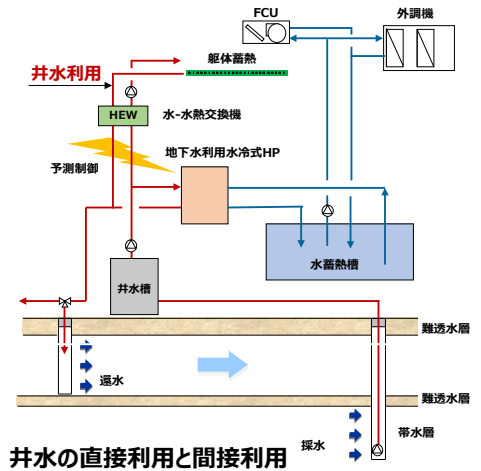 FCU
外調機
躯体蓄熱
井水利用
HEW
水-水熱交換機
予測制御
地下水利用水冷式HP
水蓄熱槽
井水槽
難透水層
還水
難透水層
帯水層
採水
井水の直接利用と間接利用